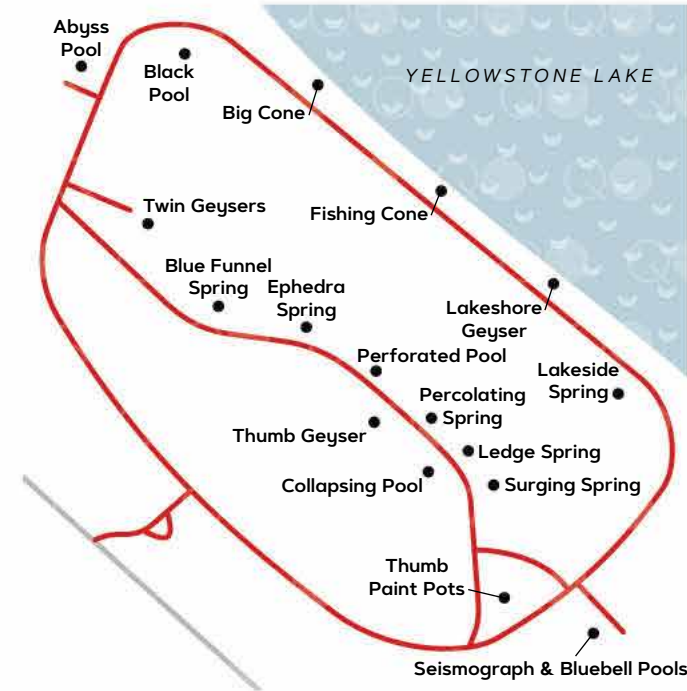 Abyss
Pool
Black
Pool
YELLOWSTONE LAKE
Big Cone
Twin Geysers
Fishing Cone
Blue Funnel
Spring
Ephedra
Spring
Lakeshore
Geyser
Perforated Pool
Lakeside
Spring
Percolating
Spring
Thumb Geyser
Ledge Spring
Collapsing Pool
Surging Spring
Thumb
Paint Pots
Seismograph & Bluebell Pools